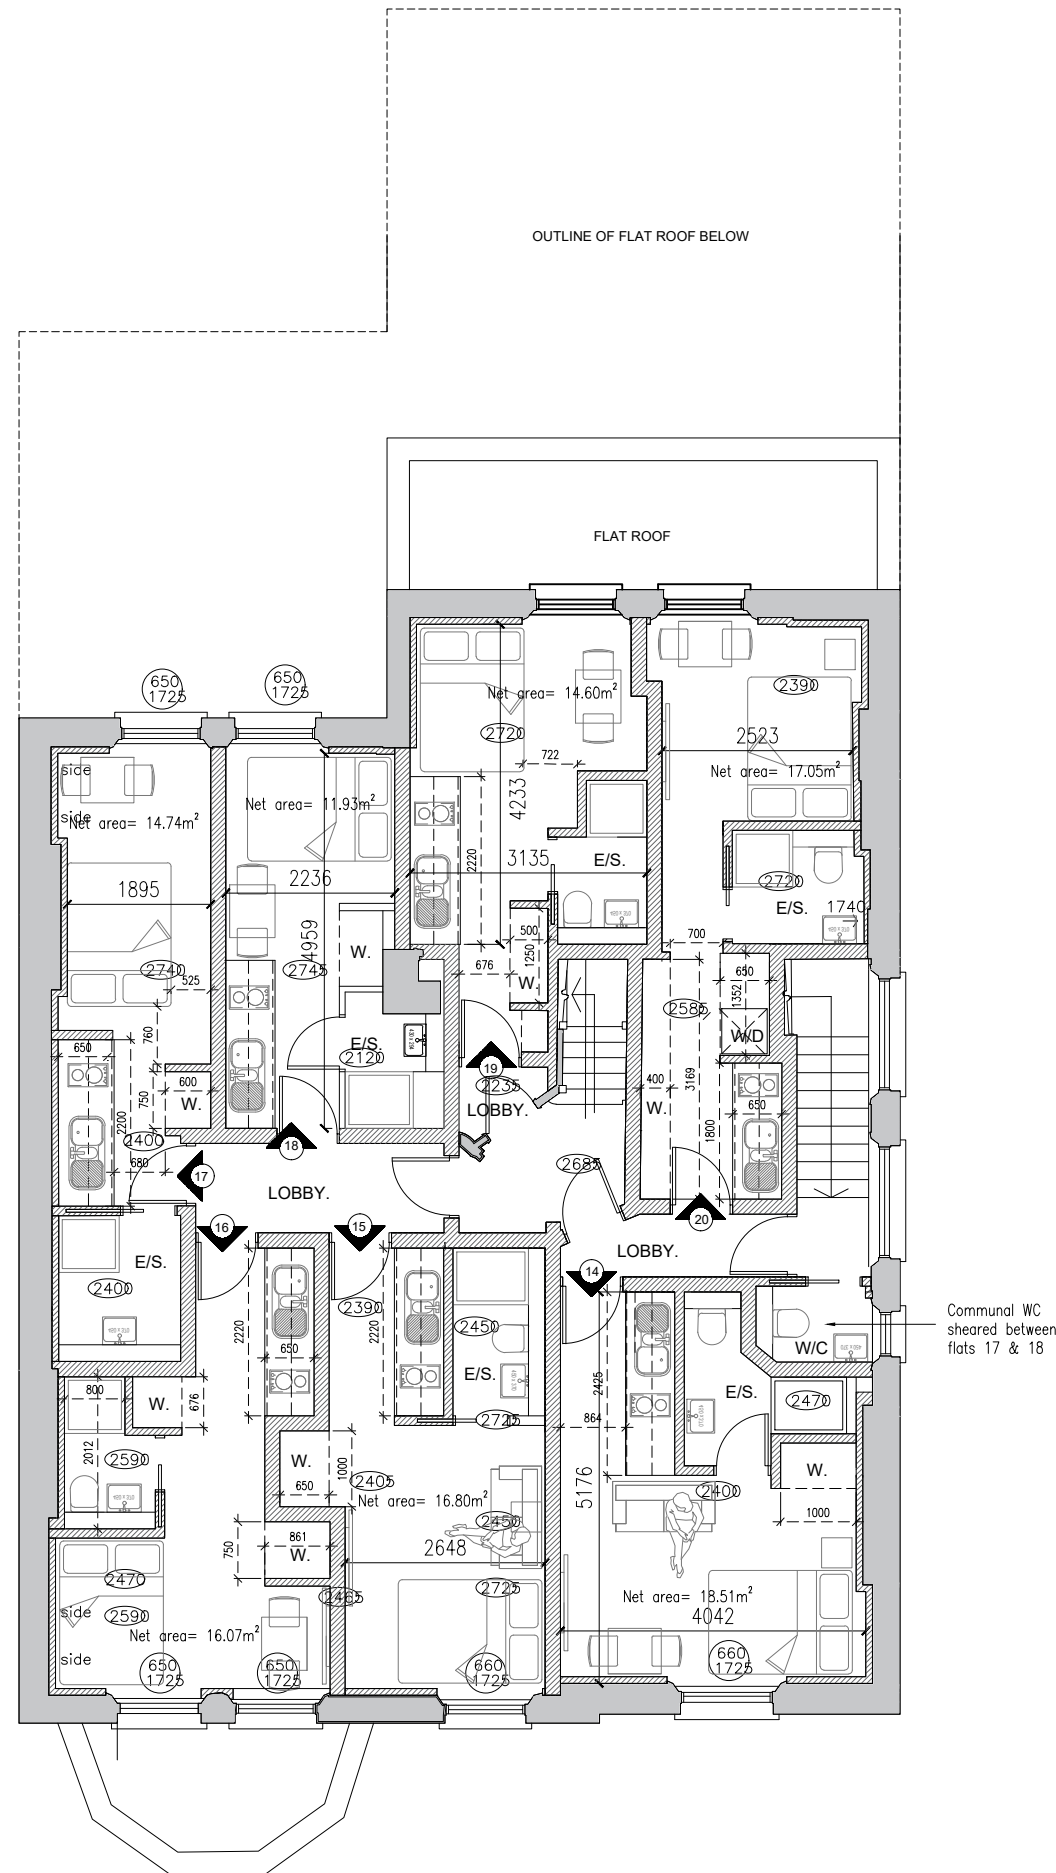 OUTLINE OF FLAT ROOF BELOW
FLAT ROOF
650
1725
650
1725
Net area= 14.60m²
2720
722
4233
2220
3135
E/S.
500
1250
676
W.
19
2235
LOBBY.
2390
2523
Net area= 17.05m²
2720
E/S.
1740
700
650
1352
2585
W/D
400
3169
W.
1800
650
20
side
side
Net area= 14.74m²
1895
2740
525
760
650
600
750
W.
2200
2400
680
17
E/S.
2400
Net area= 11.93m²
2236
4959
2745
W.
E/S.
2120
18
LOBBY.
16
15
2685
LOBBY.
14
Communal WC
sheared between
flats 17 & 18
W/C
2220
650
2390
2220
2450
E/S.
2725
2425
864
E/S.
2470
W.
1000
2400
5176
800
W.
676
2012
2590
W.
650
1000
2405
Net area= 16.80m²
2450
2648
750
861
W.
2465
2725
2470
side
2590
Net area= 16.07m²
side
650
1725
650
1725
660
1725
Net area= 18.51m²
4042
660
1725